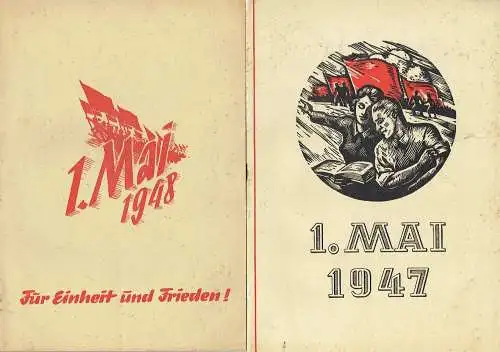 1. Mai
1948
Für Einheit und Frieden!
1. MAI
1947